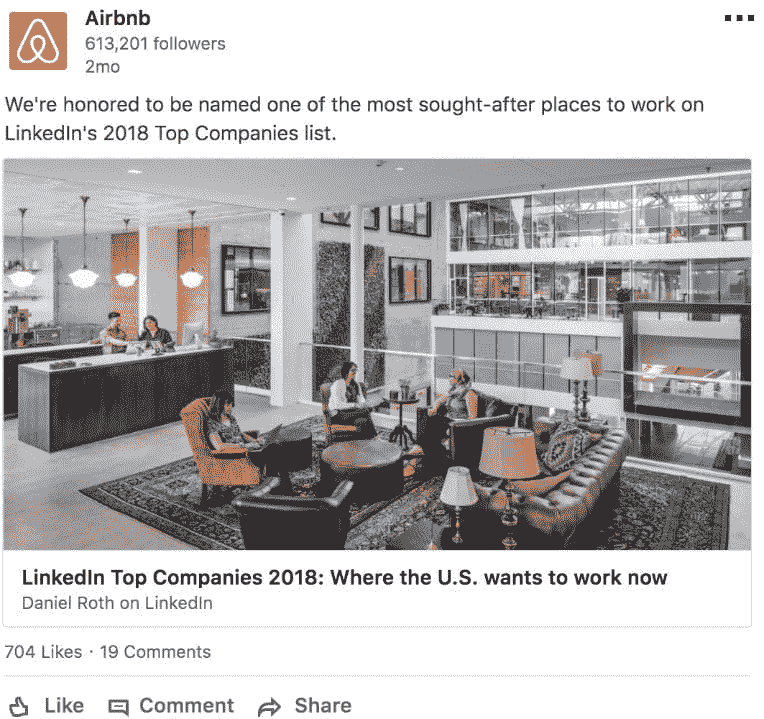 Airbnb
613,201 followers
2mo
We're honored to be named one of the most sought-after places to work on
LinkedIn's 2018 Top Companies list.
LinkedIn Top Companies 2018: Where the U.S. wants to work now
Daniel Roth on LinkedIn
704 Likes · 19 Comments
Like Comment Share